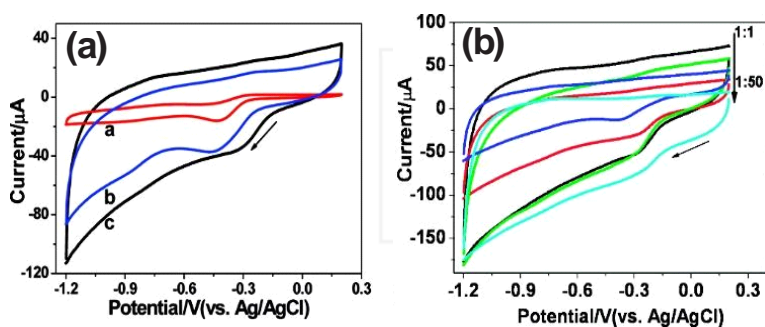 (a)
Current/μA
40
0
-40
-80
-120
a
b
c
-1.2 -0.9 -0.6 -0.3 0.0 0.3
Potential/V(vs. Ag/AgCl)
(b)
Current/μA
100
50
0
-50
-100
-150
1:1
1:50
-1.2 -0.9 -0.6 -0.3 0.0 0.3
Potential/V(vs. Ag/AgCl)